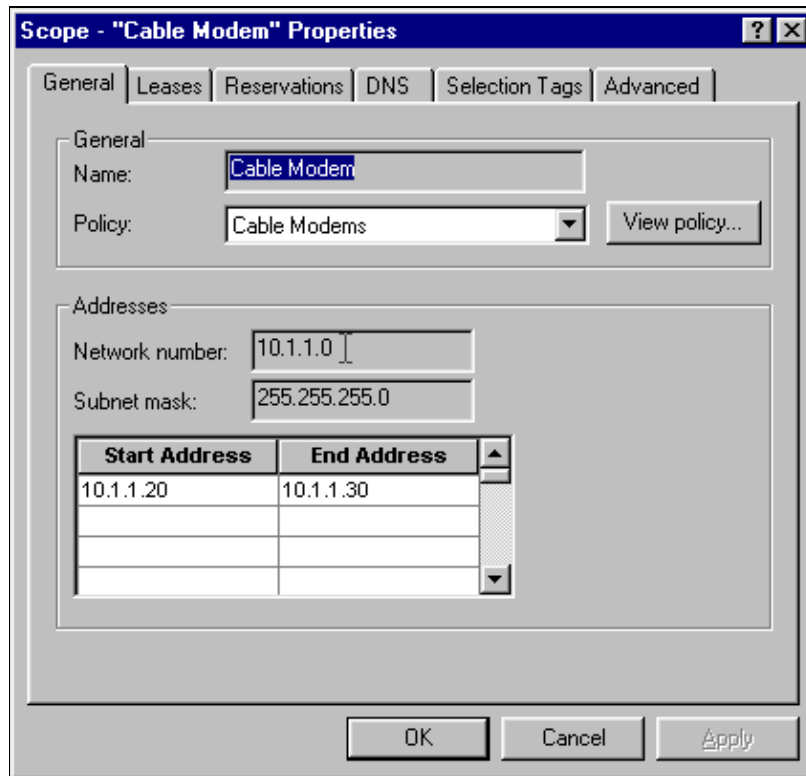 Scope - "Cable Modem" Properties
General Leases Reservations DNS Selection Tags Advanced
General
Name: Cable Modem
Policy: Cable Modems View policy...
Addresses
Network number: 10.1.1.0
Subnet mask: 255.255.255.0
Start Address End Address
10.1.1.20 10.1.1.30
OK Cancel Apply